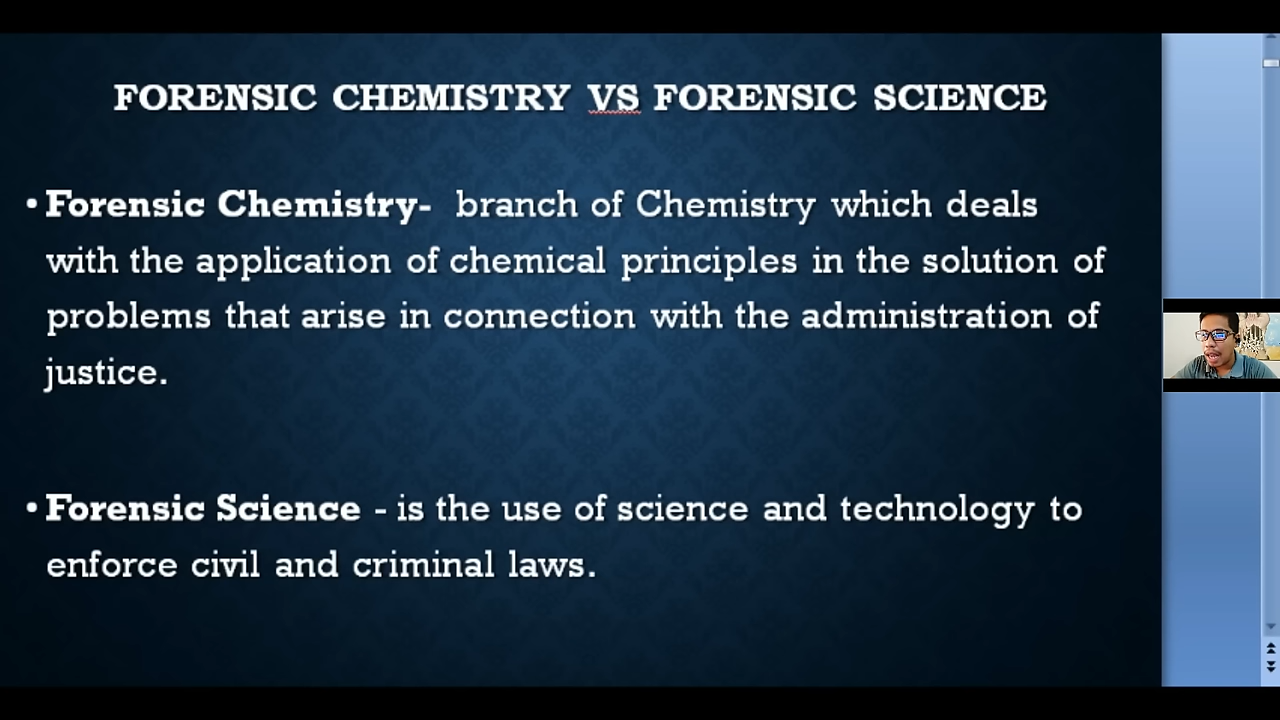 FORENSIC CHEMISTRY VS FORENSIC SCIENCE
• Forensic Chemistry- branch of Chemistry which deals
with the application of chemical principles in the solution of
problems that arise in connection with the administration of
justice.
• Forensic Science - is the use of science and technology to
enforce civil and criminal laws.